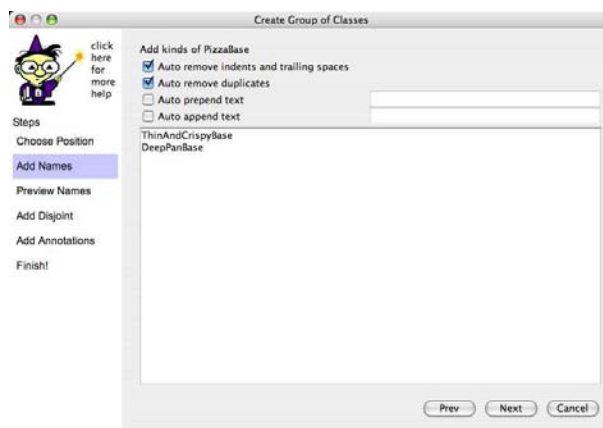 Create Group of Classes
click
here
for
more
help
Steps
Choose Position
Add Names
Preview Names
Add Disjoint
Add Annotations
Finish!
Add kinds of PizzaBase
Auto remove indents and trailing spaces
Auto remove duplicates
Auto prepend text
Auto append text
ThinAndCrispyBase
DeepPanBase
Prev
Next
Cancel